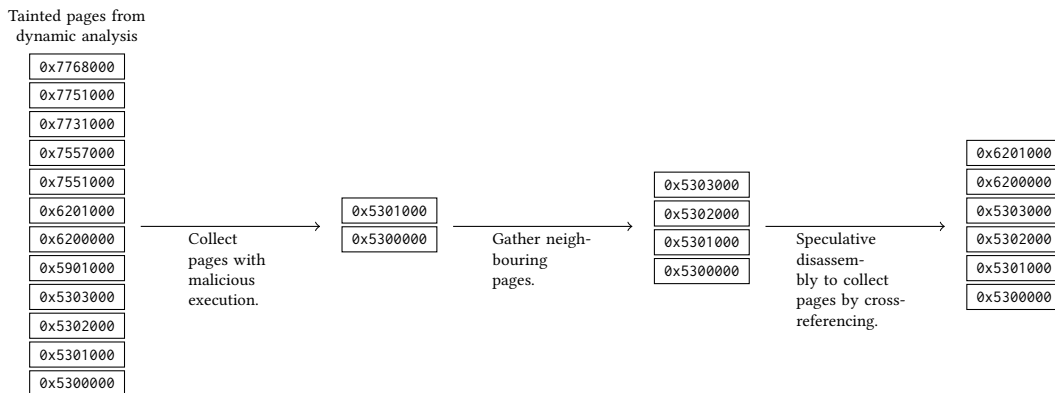 Tainted pages from
dynamic analysis
0x7768000
0x7751000
0x7731000
0x7557000
0x7551000
0x6201000
0x6200000
0x5901000
0x5303000
0x5302000
0x5301000
0x5300000
Collect
pages with
malicious
execution.
0x5301000
0x5300000
Gather neigh-
bouring
pages.
0x5303000
0x5302000
0x5301000
0x5300000
Speculative
disassem-
bly to collect
pages by cross-
referencing.
0x6201000
0x6200000
0x5303000
0x5302000
0x5301000
0x5300000